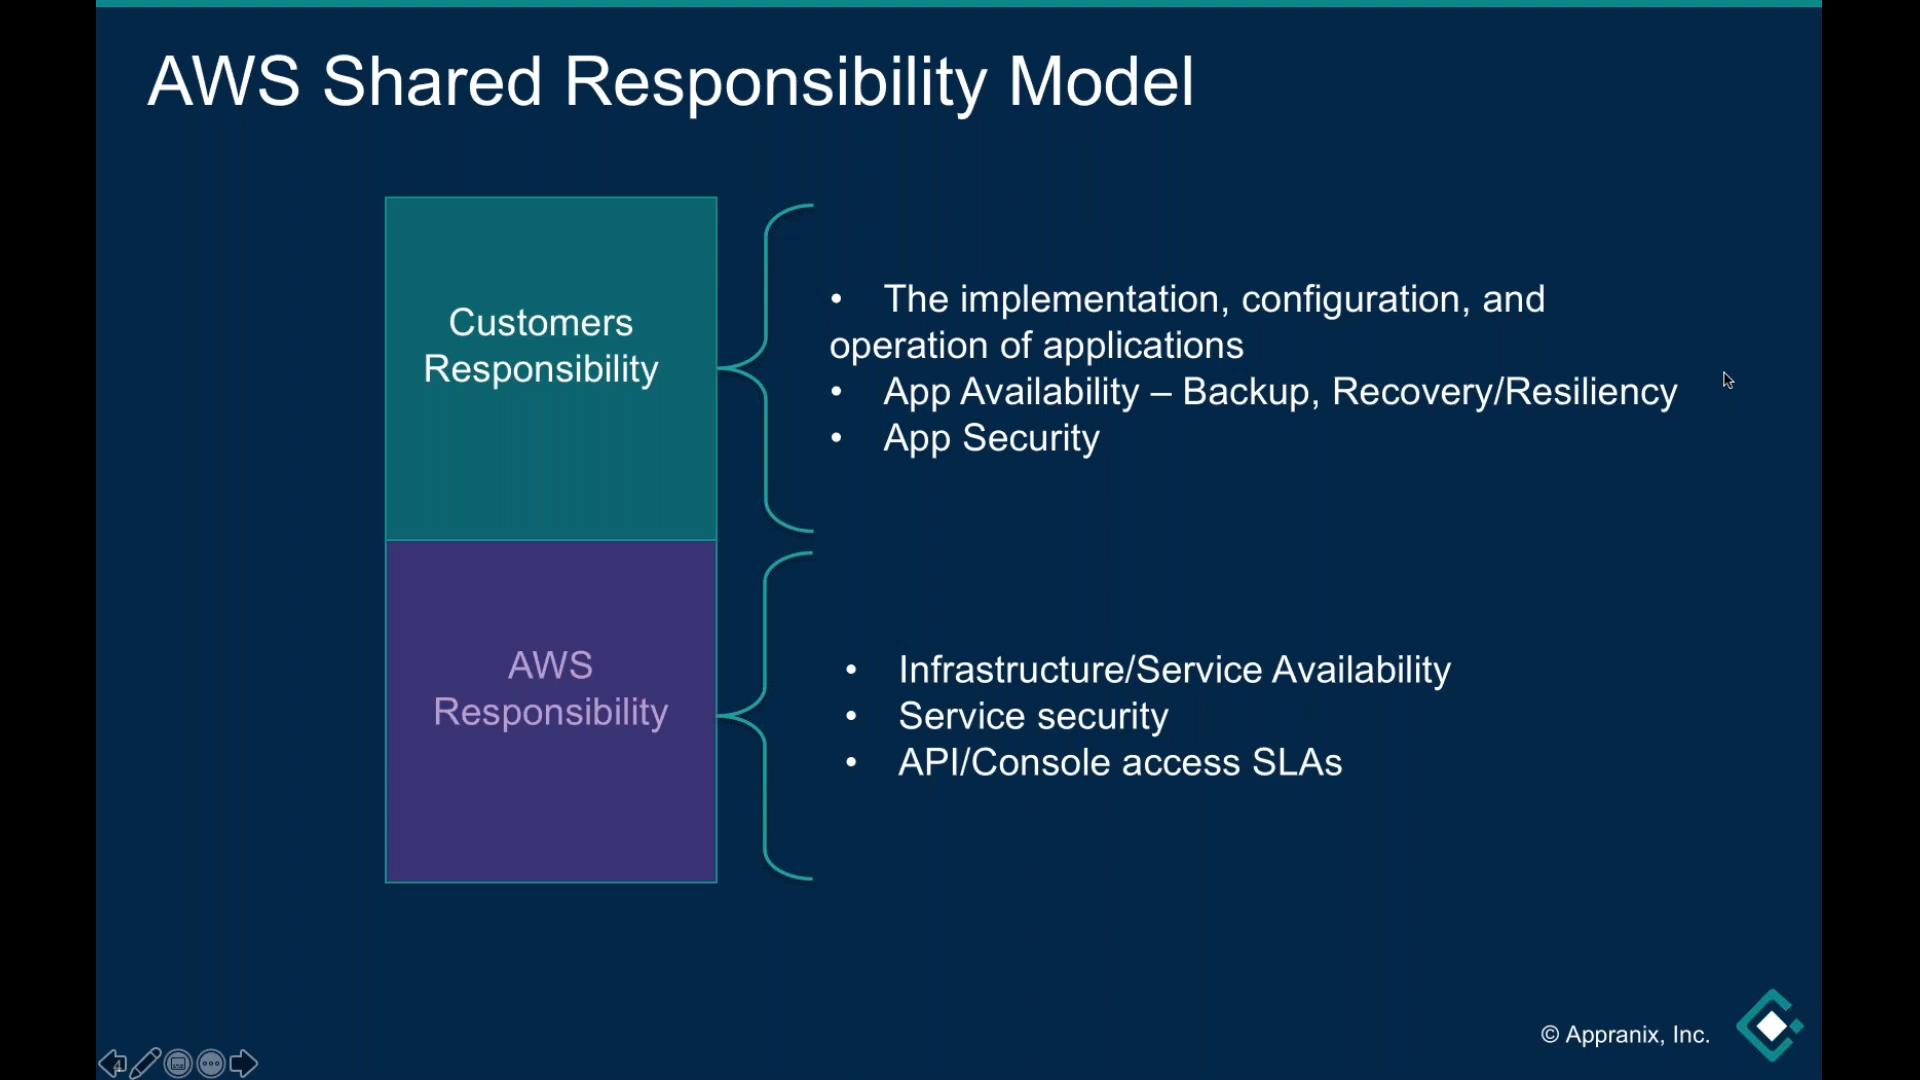 AWS Shared Responsibility Model
Customers
Responsibility
• The implementation, configuration, and
operation of applications
• App Availability – Backup, Recovery/Resiliency
• App Security
AWS
Responsibility
• Infrastructure/Service Availability
• Service security
• API/Console access SLAs
© Appranix, Inc.
4